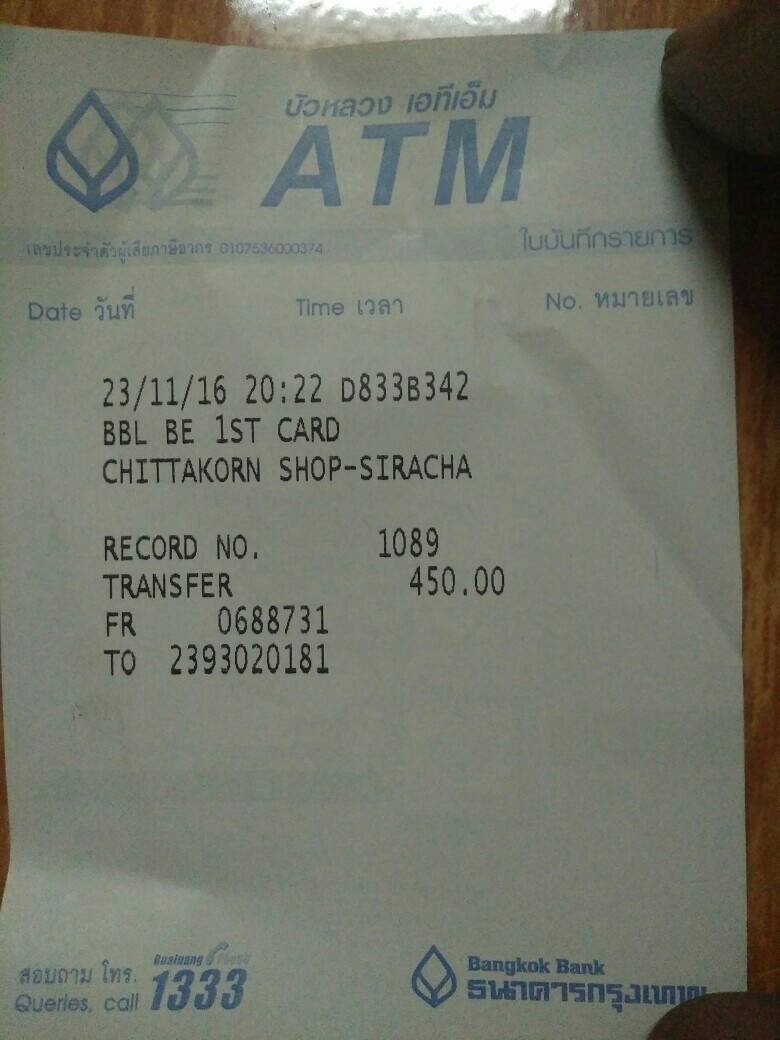 บัวหลวง เอทีเอ็ม
ATM
เลขประจำตัวผู้เสียภาษีอากร 0107536000374
ใบบันทึกรายการ
Date วันที่ Time เวลา No. หมายเลข
23/11/16 20:22 D833B342
BBL BE 1ST CARD
CHITTAKORN SHOP-SIRACHA
RECORD NO. 1089
TRANSFER 450.00
FR 0688731
TO 2393020181
สอบถาม โทร.
Queries, call
Bualuang Phone
1333
Bangkok Bank
ธนาคารกรุงเทพ